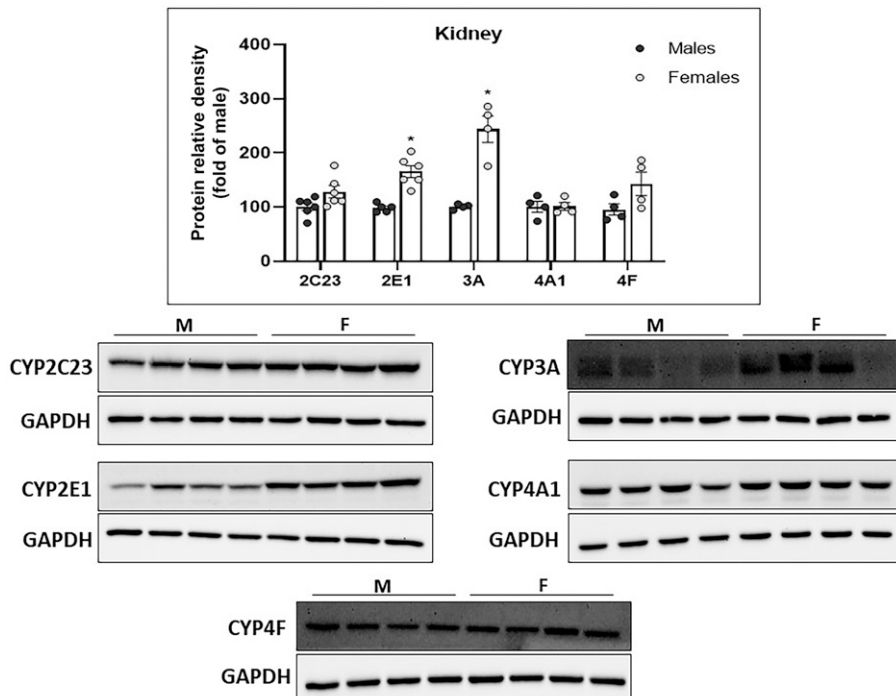 Kidney
Protein relative density
(fold of male)
400
300
200
100
0
* *
Males
Females
2C23 2E1 3A 4A1 4F
M F
CYP2C23
GAPDH
CYP2E1
GAPDH
M F
CYP3A
GAPDH
CYP4A1
GAPDH
M F
CYP4F
GAPDH